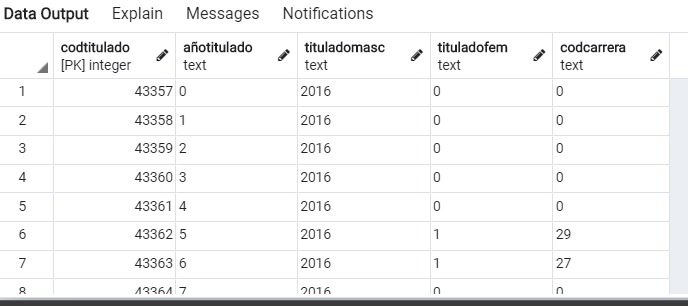 Data Output Explain Messages Notifications
codtitulado añotitulado tituladomasc tituladofem codcarrera
[PK] integer text text text text
1 43357 0 2016 0 0
2 43358 1 2016 0 0
3 43359 2 2016 0 0
4 43360 3 2016 0 0
5 43361 4 2016 0 0
6 43362 5 2016 1 29
7 43363 6 2016 1 27
8 43364 7 2016 0 0